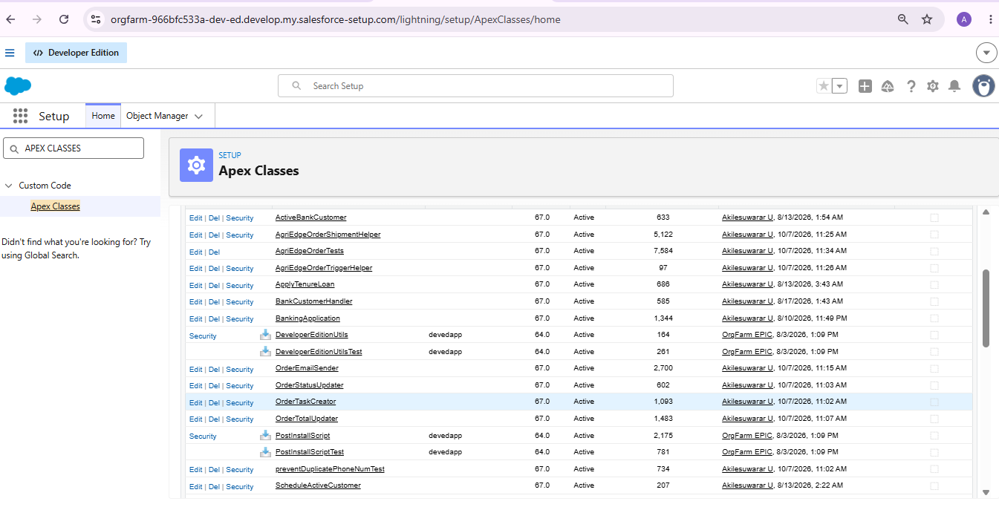 orgfarm-966bfc533a-dev-ed.develop.my.salesforce-setup.com/lightning/setup/ApexClasses/home
A
Developer Edition
Search Setup
Setup
Home
Object Manager
APEX CLASSES
Custom Code
Apex Classes
Didn't find what you're looking for? Try
using Global Search.
SETUP
Apex Classes
Edit | Del | Security ActiveBankCustomer 67.0 Active 633 Akilesuwarar U, 8/13/2026, 1:54 AM
Edit | Del | Security AgriEdgeOrderShipmentHelper 67.0 Active 5,122 Akilesuwarar U, 10/7/2026, 11:25 AM
Edit | Del AgriEdgeOrderTests 67.0 Active 7,584 Akilesuwarar U, 10/7/2026, 11:34 AM
Edit | Del | Security AgriEdgeOrderTriggerHelper 67.0 Active 97 Akilesuwarar U, 10/7/2026, 11:26 AM
Edit | Del | Security ApplyTenureLoan 67.0 Active 686 Akilesuwarar U, 8/13/2026, 3:43 AM
Edit | Del | Security BankCustomerHandler 67.0 Active 585 Akilesuwarar U, 8/17/2026, 1:43 AM
Edit | Del | Security BankingApplication 67.0 Active 1,344 Akilesuwarar U, 8/10/2026, 11:49 PM
Security DeveloperEditionUtils devedapp 64.0 Active 164 OrgFarm EPIC, 8/3/2026, 1:09 PM
DeveloperEditionUtilsTest devedapp 64.0 Active 261 OrgFarm EPIC, 8/3/2026, 1:09 PM
Edit | Del | Security OrderEmailSender 67.0 Active 2,700 Akilesuwarar U, 10/7/2026, 11:15 AM
Edit | Del | Security OrderStatusUpdater 67.0 Active 602 Akilesuwarar U, 10/7/2026, 11:03 AM
Edit | Del | Security OrderTaskCreator 67.0 Active 1,093 Akilesuwarar U, 10/7/2026, 11:02 AM
Edit | Del | Security OrderTotalUpdater 67.0 Active 1,483 Akilesuwarar U, 10/7/2026, 11:07 AM
Security PostInstallScript devedapp 64.0 Active 2,175 OrgFarm EPIC, 8/3/2026, 1:09 PM
PostInstallScriptTest devedapp 64.0 Active 781 OrgFarm EPIC, 8/3/2026, 1:09 PM
Edit | Del | Security preventDuplicatePhoneNumTest 67.0 Active 734 Akilesuwarar U, 10/7/2026, 11:02 AM
Edit | Del | Security ScheduleActiveCustomer 67.0 Active 207 Akilesuwarar U, 8/13/2026, 2:22 AM